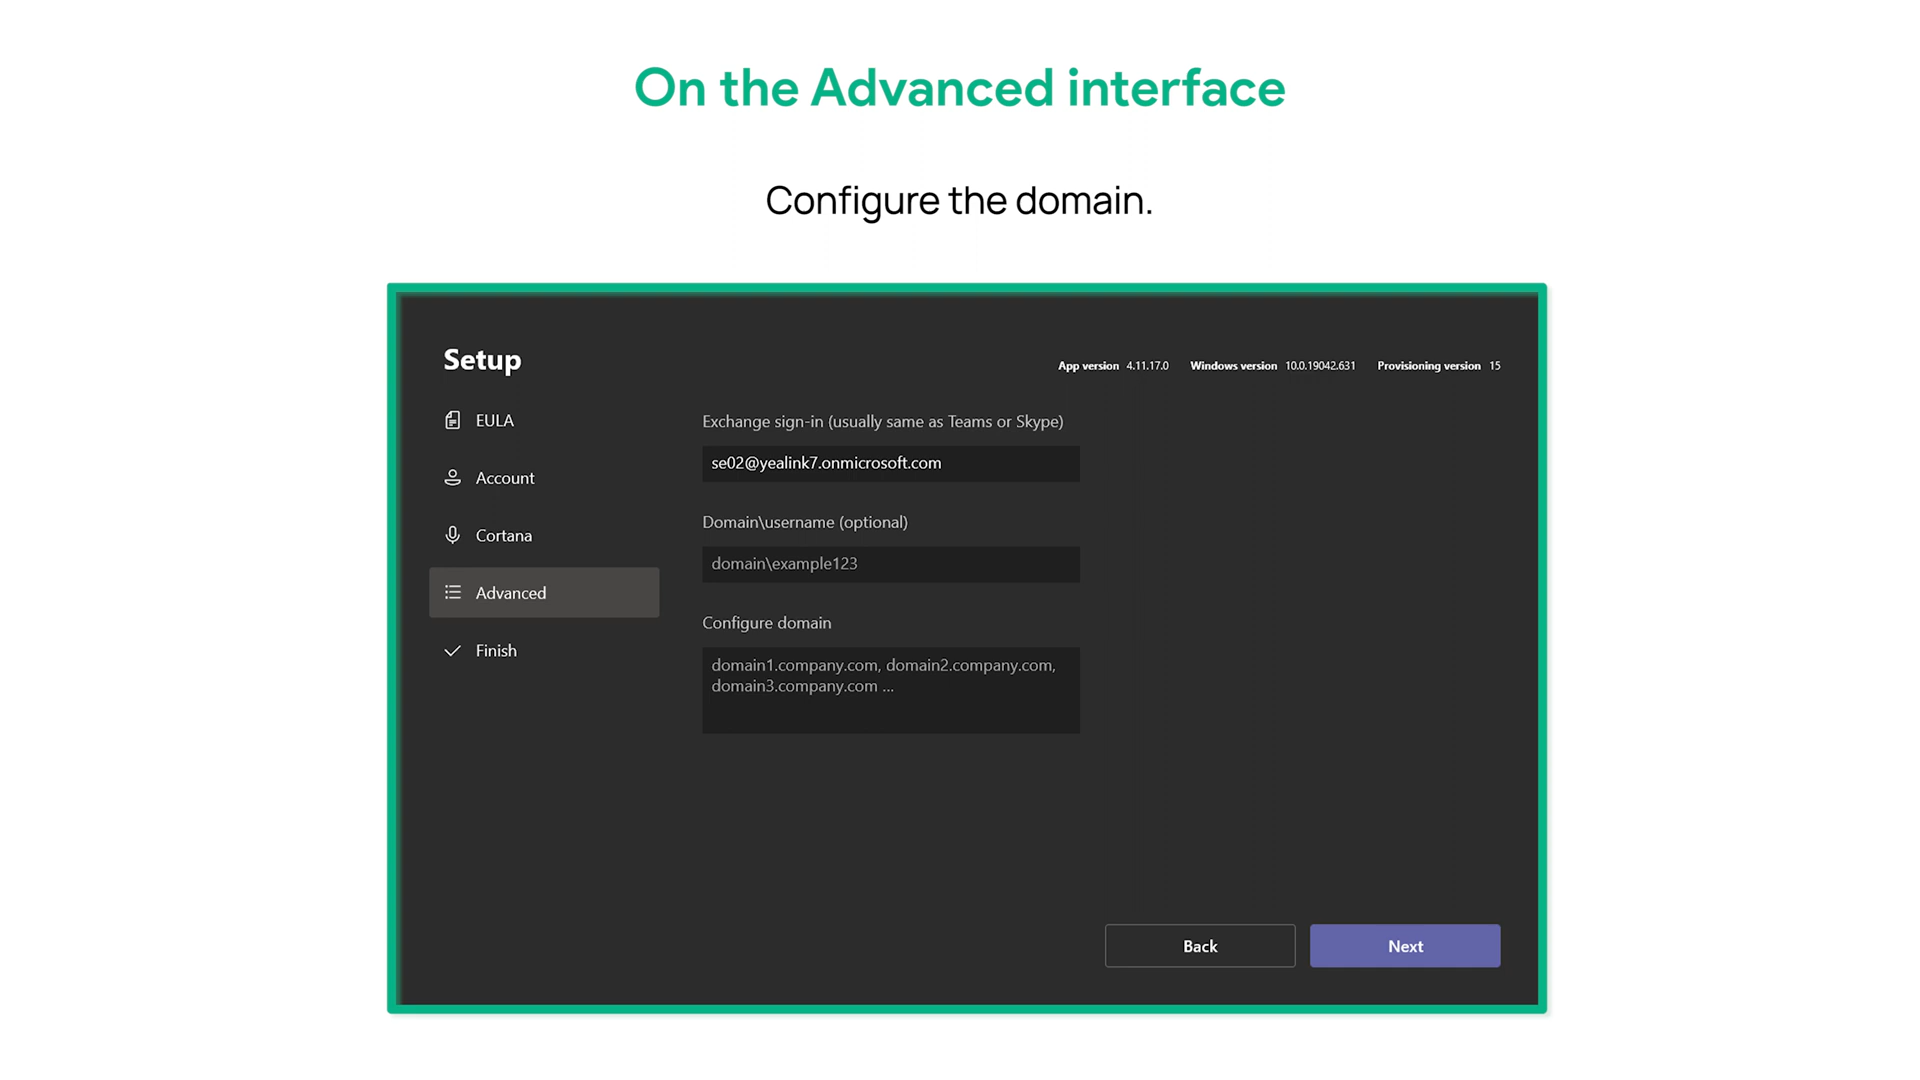 On the Advanced interface
Configure the domain.
Setup
App version 4.11.17.0 Windows version 10.0.19042.631 Provisioning version 15
EULA
Account
Cortana
Advanced
Finish
Exchange sign-in (usually same as Teams or Skype)
se02@yealink7.onmicrosoft.com
Domain\username (optional)
domain\example123
Configure domain
domain1.company.com, domain2.company.com,
domain3.company.com ...
Back
Next